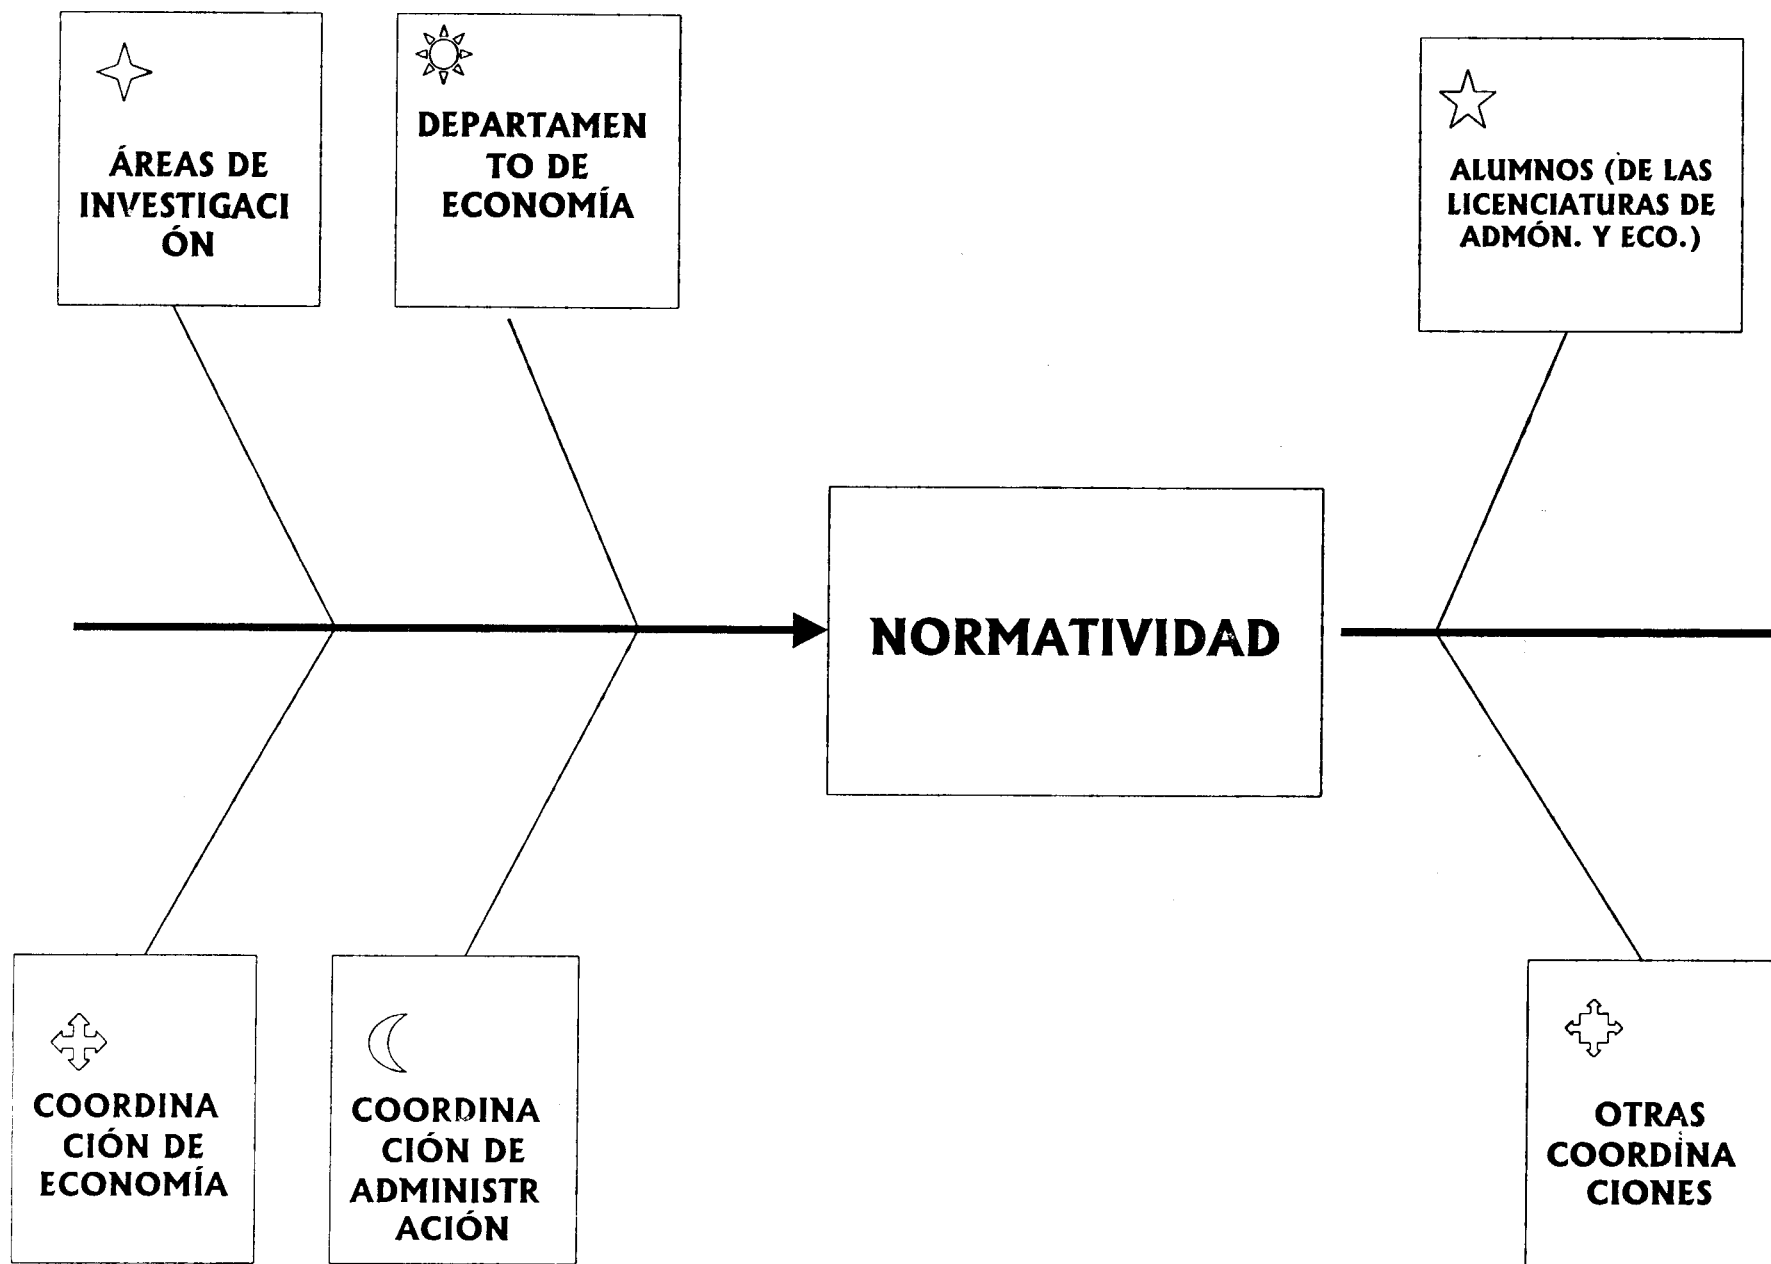 ÁREAS DE
INVESTIGACI
ÓN
DEPARTAMEN
TO DE
ECONOMÍA
ALUMNOS (DE LAS
LICENCIATURAS DE
ADMÓN. Y ECO.)
NORMATIVIDAD
COORDINA
CIÓN DE
ECONOMÍA
COORDINA
CIÓN DE
ADMINISTR
ACIÓN
OTRAS
COORDINA
CIONES